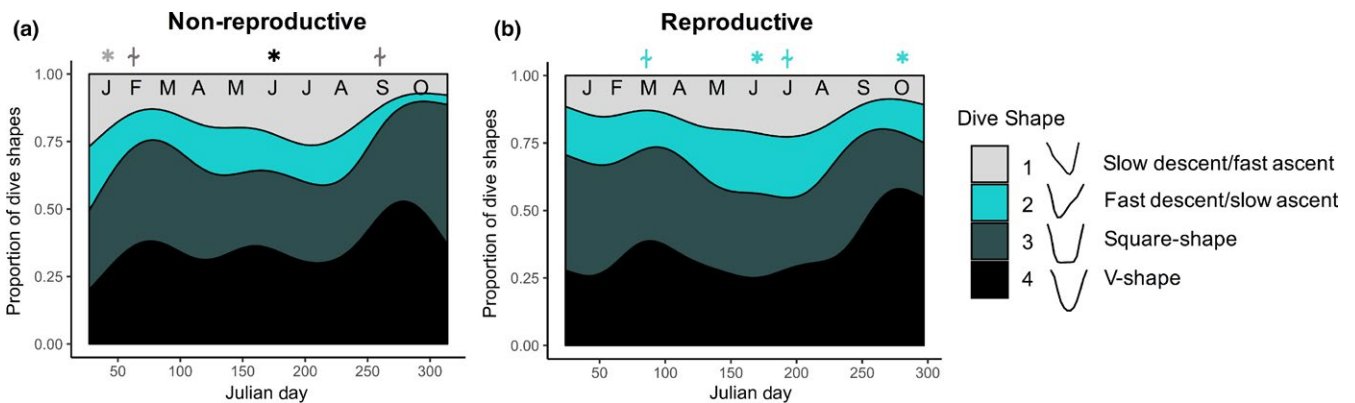 (a)
Non-reproductive
* ⍭ * ⍭
J F M A M J J A S O
1.00
0.75
0.50
0.25
0.00
50 100 150 200 250 300
Julian day
Proportion of dive shapes
(b)
Reproductive
⍭ * ⍭ *
J F M A M J J A S O
1.00
0.75
0.50
0.25
0.00
50 100 150 200 250 300
Julian day
Proportion of dive shapes
Dive Shape
1 Slow descent/fast ascent
2 Fast descent/slow ascent
3 Square-shape
4 V-shape